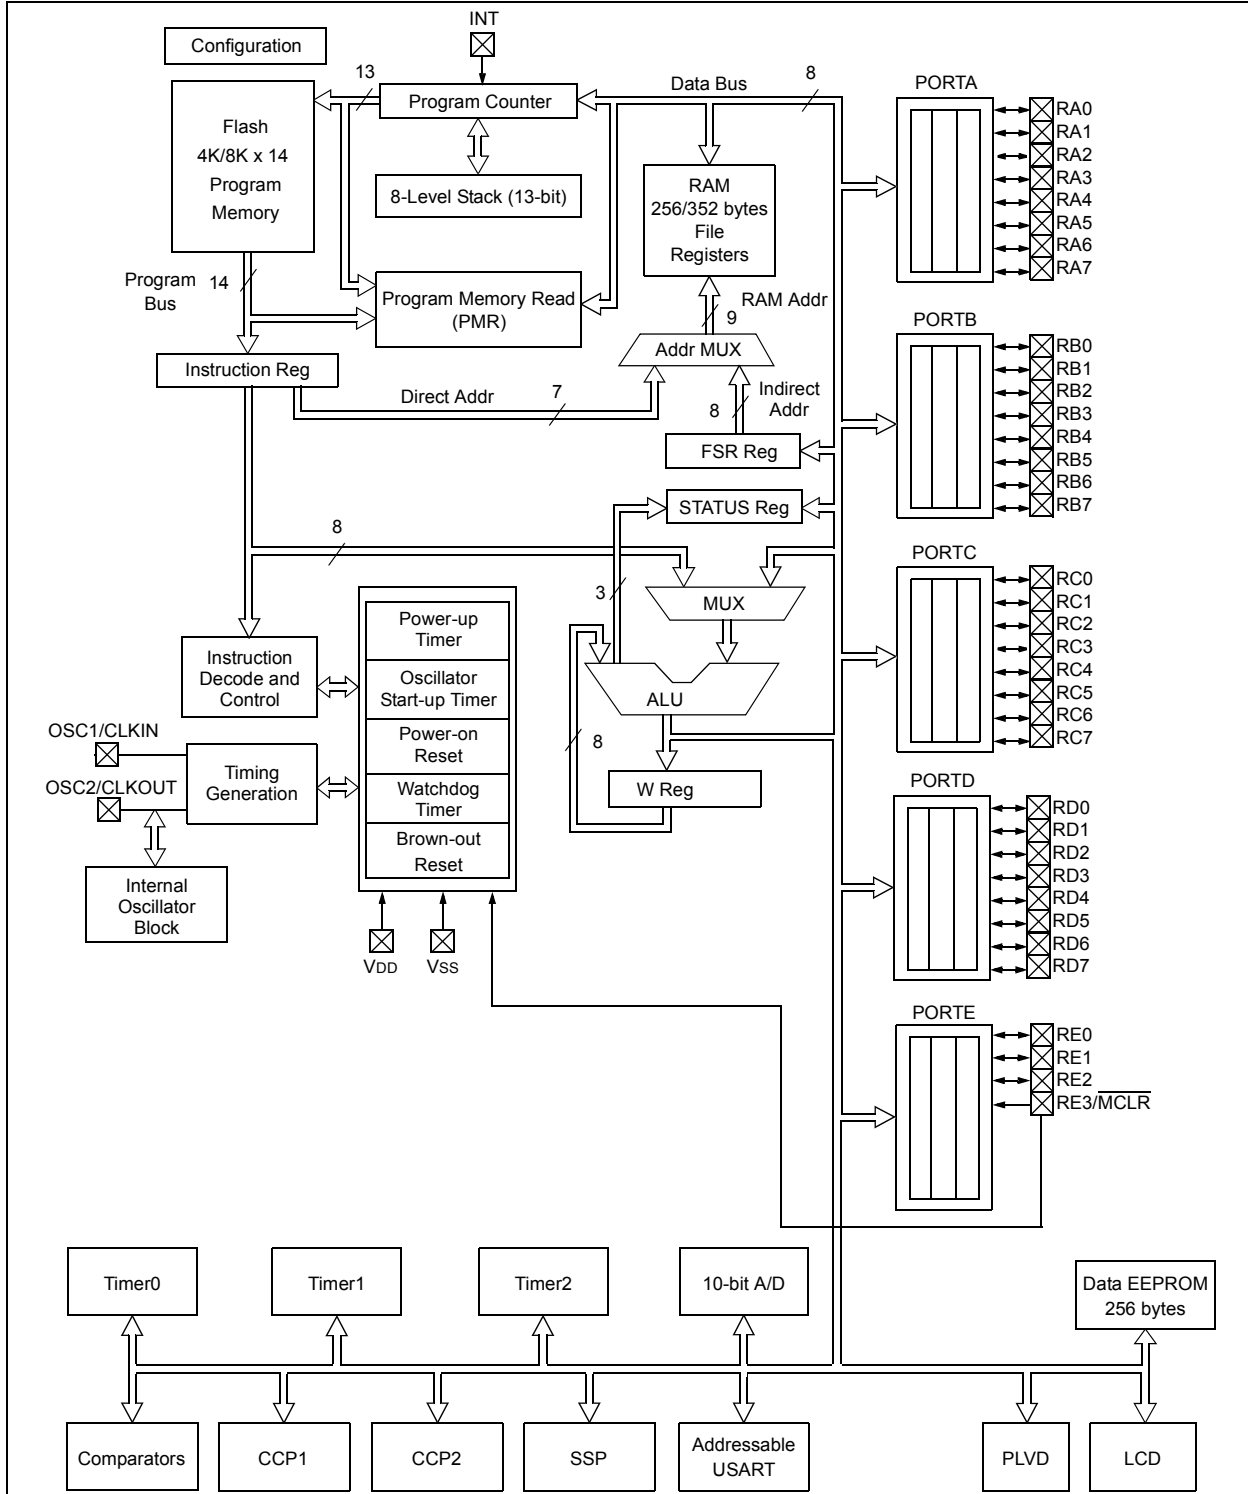 INT
Configuration
13
Data Bus
8
PORTA
Program Counter
Flash
4K/8K x 14
Program
Memory
8-Level Stack (13-bit)
RAM
256/352 bytes
File
Registers
RA0
RA1
RA2
RA3
RA4
RA5
RA6
RA7
Program
Bus
14
Program Memory Read
(PMR)
RAM Addr
9
Addr MUX
PORTB
Instruction Reg
Direct Addr
7
Indirect
Addr
8
FSR Reg
RB0
RB1
RB2
RB3
RB4
RB5
RB6
RB7
STATUS Reg
8
3
MUX
PORTC
RC0
RC1
RC2
RC3
RC4
RC5
RC6
RC7
Power-up
Timer
Oscillator
Start-up Timer
Power-on
Reset
Watchdog
Timer
Brown-out
Reset
Instruction
Decode and
Control
ALU
8
W Reg
OSC1/CLKIN
OSC2/CLKOUT
Timing
Generation
Internal
Oscillator
Block
VDD
VSS
PORTD
RD0
RD1
RD2
RD3
RD4
RD5
RD6
RD7
PORTE
RE0
RE1
RE2
RE3/MCLR
Timer0
Timer1
Timer2
10-bit A/D
Data EEPROM
256 bytes
Comparators
CCP1
CCP2
SSP
Addressable
USART
PLVD
LCD